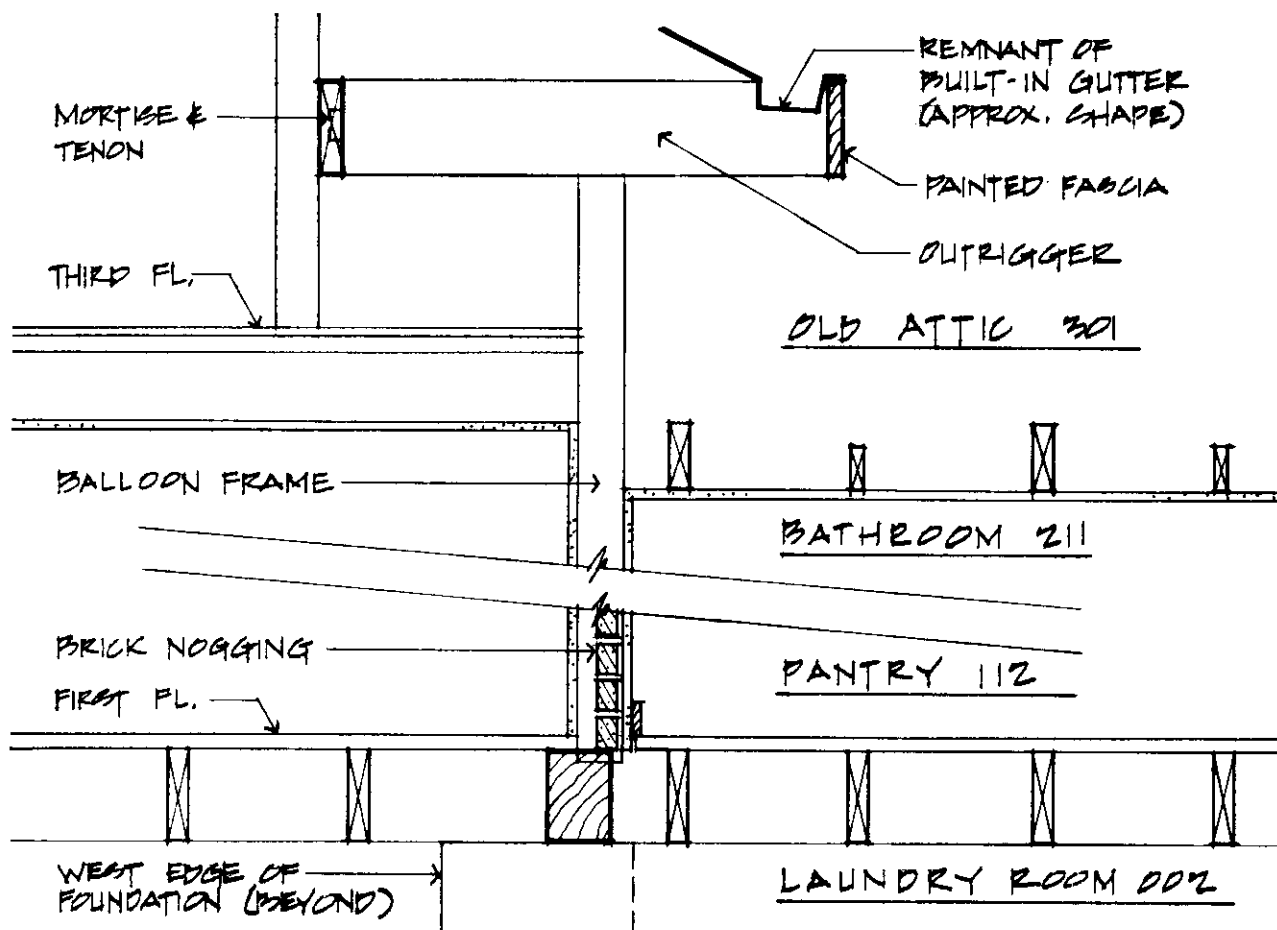 REMNANT OF
BUILT-IN GUTTER
(APPROX. SHAPE)
MORTISE &
TENON
PAINTED FASCIA
OUTRIGGER
THIRD FL.
OLD ATTIC 301
BALLOON FRAME
BATHROOM 211
BRICK NOGGING
PANTRY 112
FIRST FL.
WEST EDGE OF
FOUNDATION (BEYOND)
LAUNDRY ROOM 002